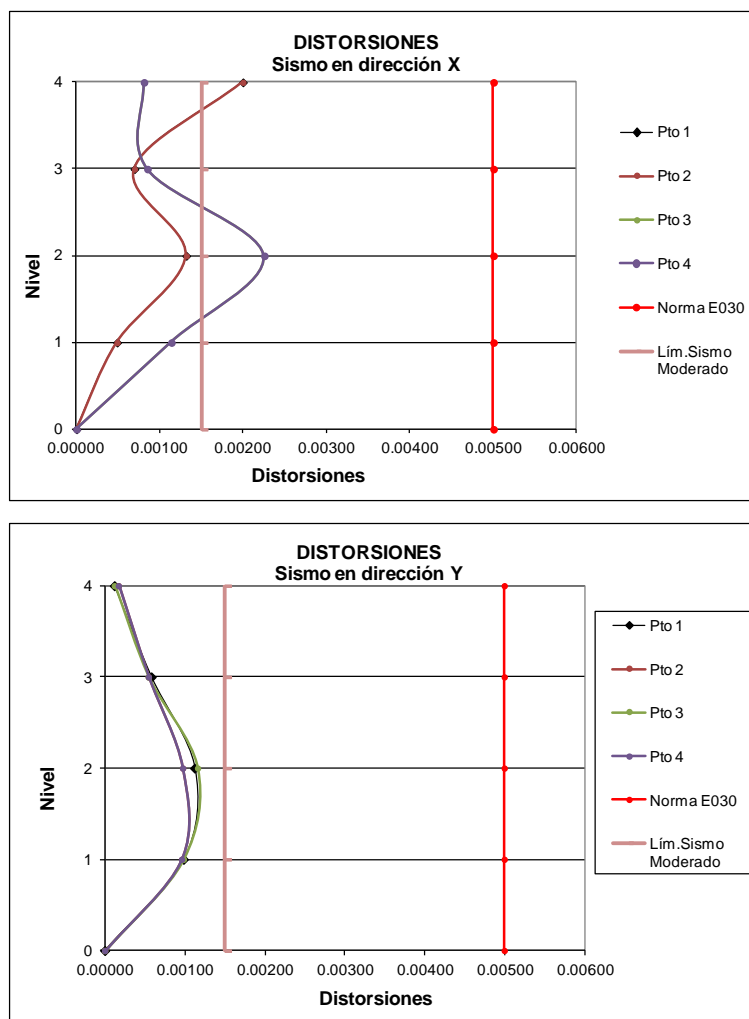 DISTORSIONES
Sismo en dirección X
4
3
2
1
0
Nivel
0.00000
0.00100
0.00200
0.00300
0.00400
0.00500
0.00600
Distorsiones
Pto 1
Pto 2
Pto 3
Pto 4
Norma E030
Lím.Sismo
Moderado
DISTORSIONES
Sismo en dirección Y
4
3
2
1
0
Nivel
0.00000
0.00100
0.00200
0.00300
0.00400
0.00500
0.00600
Distorsiones
Pto 1
Pto 2
Pto 3
Pto 4
Norma E030
Lím.Sismo
Moderado